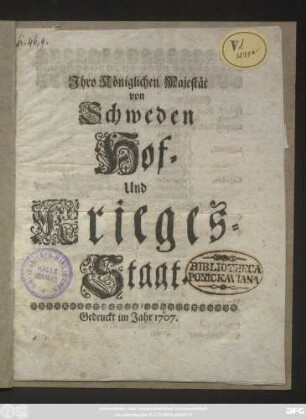 Ihro Königlichen Majestät
von
Schweden
Hof-
Und
Krieges-
Staat.
BIBLIOTHECA
PONICKAVIANA
Gedruckt im Jahr 1707.